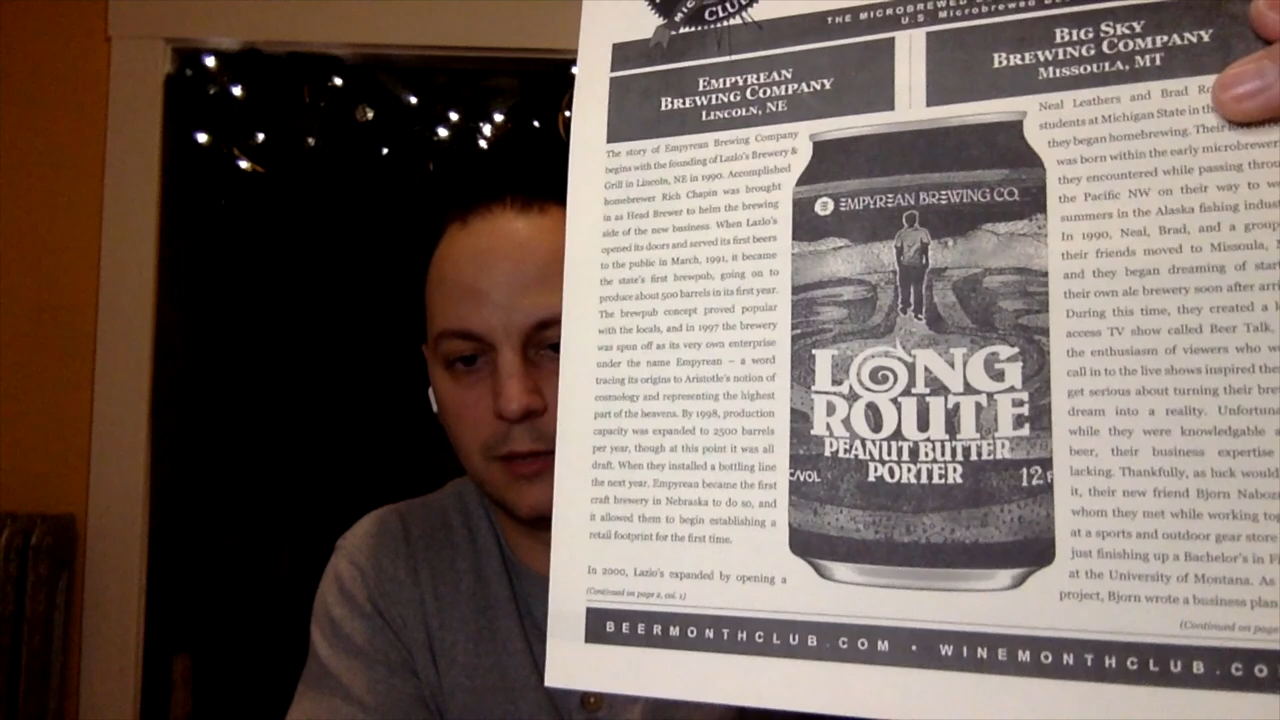 CLUB
THE MICROBREWED
U.S. Microbrewed
EMPYREAN
BREWING COMPANY
LINCOLN, NE
The story of Empyrean Brewing Company
begins with the founding of Lazlo's Brewery &
Grill in Lincoln, NE in 1990. Accomplished
homebrewer Rich Chapin was brought
in as Head Brewer to helm the brewing
side of the new business. When Lazlo's
opened its doors and served its first beers
to the public in March, 1991, it became
the state's first brewpub, going on to
produce about 500 barrels in its first year.
The brewpub concept proved popular
with the locals, and in 1997 the brewery
was spun off as its very own enterprise
under the name Empyrean – a word
tracing its origins to Aristotle's notion of
cosmology and representing the highest
part of the heavens. By 1998, production
capacity was expanded to 2500 barrels
per year, though at this point it was all
draft. When they installed a bottling line
the next year, Empyrean became the first
craft brewery in Nebraska to do so, and
it allowed them to begin establishing a
retail footprint for the first time.
In 2000, Lazlo's expanded by opening a
(Continued on page 2, col. 1)
EMPYREAN BREWING CO.
LONG
ROUTE
PEANUT BUTTER
PORTER
C/VOL
12 F
BIG SKY
BREWING COMPANY
MISSOULA, MT
Neal Leathers and Brad Ro
students at Michigan State in th
they began homebrewing. Their
was born within the early microbrewer
they encountered while passing throu
the Pacific NW on their way to w
summers in the Alaska fishing indus
In 1990, Neal, Brad, and a group
their friends moved to Missoula,
and they began dreaming of star
their own ale brewery soon after arri
During this time, they created a l
access TV show called Beer Talk,
the enthusiasm of viewers who w
call in to the live shows inspired the
get serious about turning their bre
dream into a reality. Unfortuna
while they were knowledgable a
beer, their business expertise
lacking. Thankfully, as luck would
it, their new friend Bjorn Naboz
whom they met while working tog
at a sports and outdoor gear store
just finishing up a Bachelor's in F
at the University of Montana. As
project, Bjorn wrote a business plan
(Continued on page
BEERMONTHCLUB.COM • WINEMONTHCLUB.CO